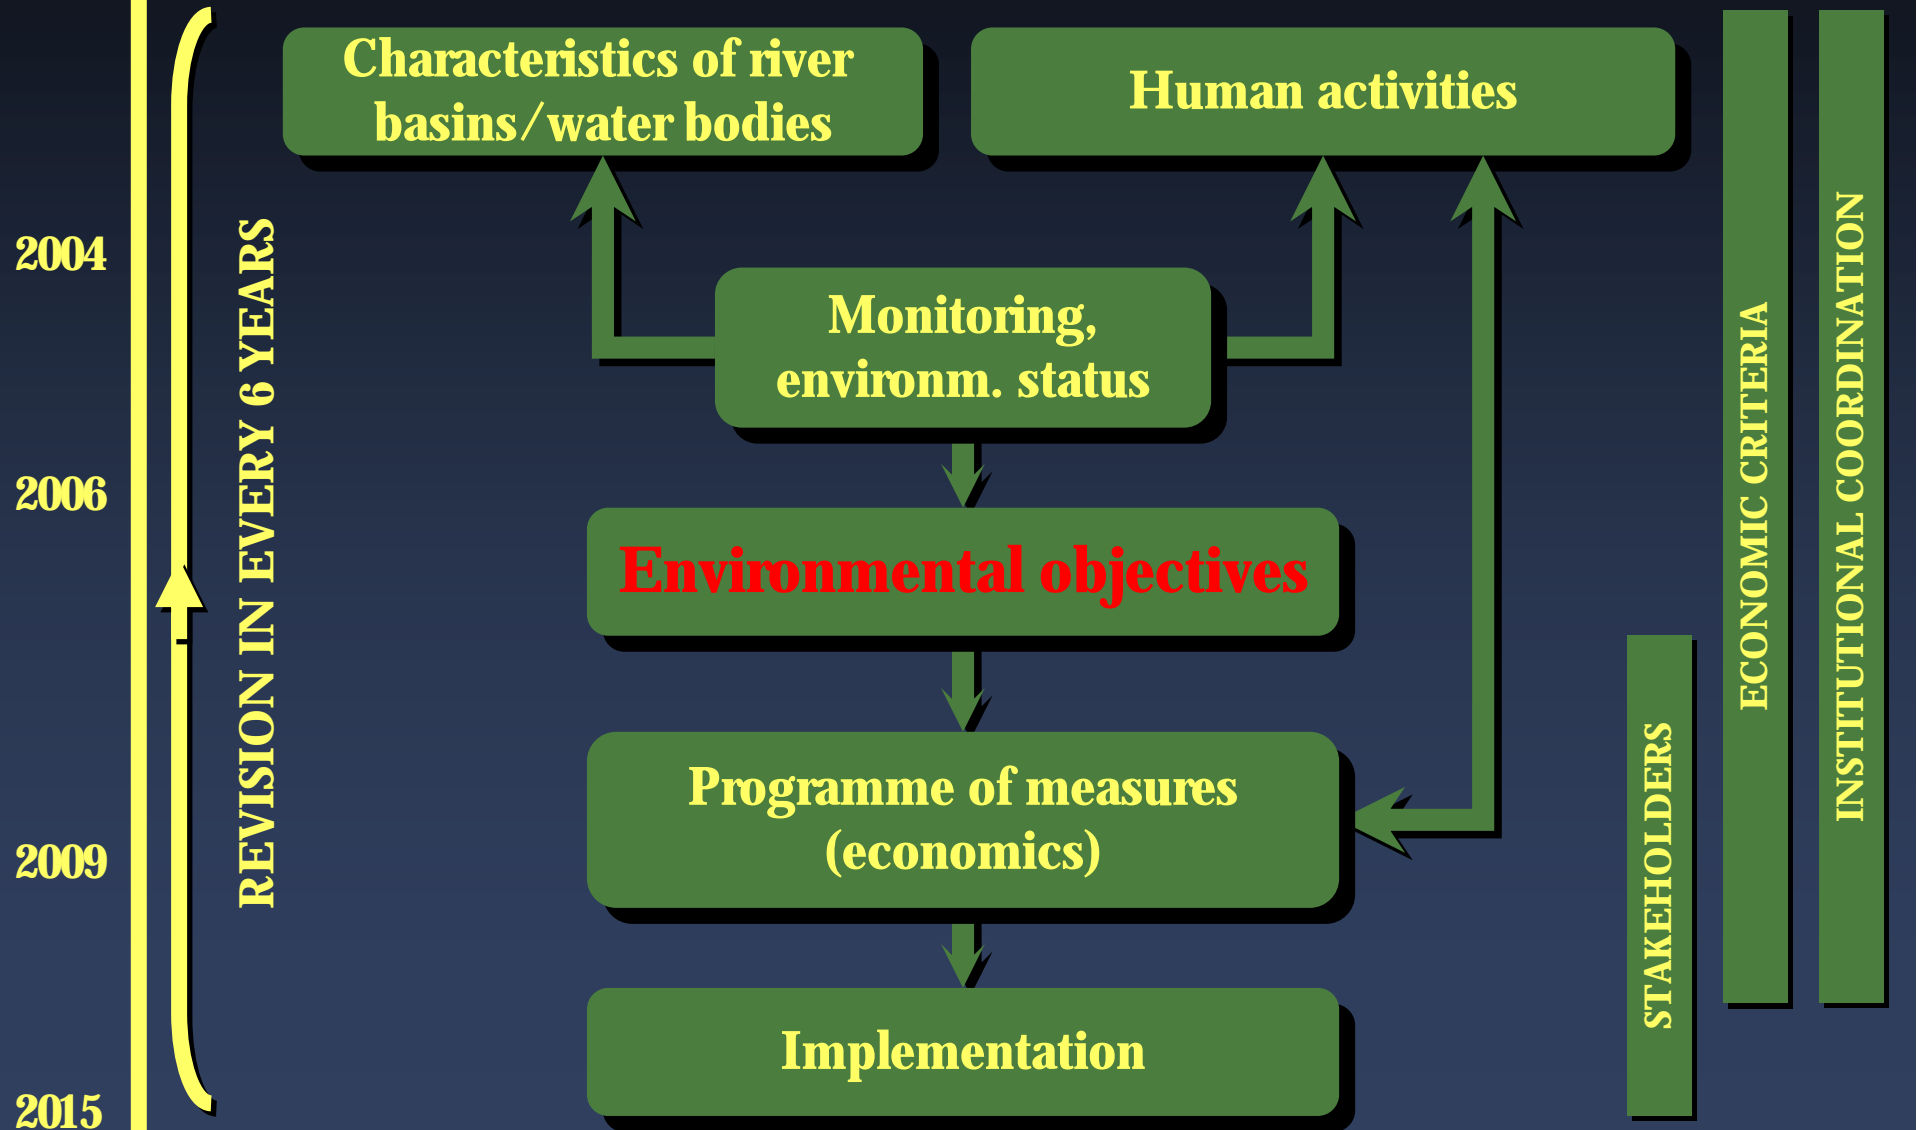 Characteristics of river
basins/water bodies
Human activities
2004
Monitoring,
environm. status
2006
Environmental objectives
Programme of measures
(economics)
2009
Implementation
2015
REVISION IN EVERY 6 YEARS
STAKEHOLDERS
ECONOMIC CRITERIA
INSTITUTIONAL COORDINATION